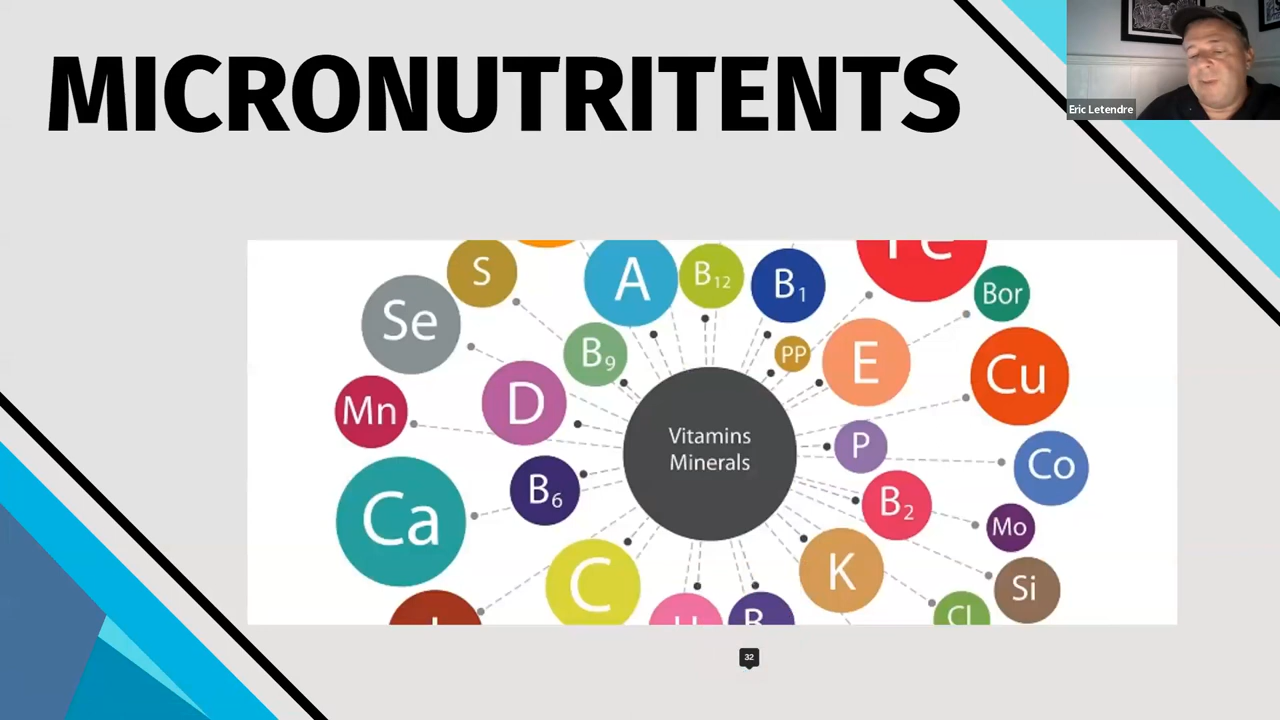 MICRONUTRITENTS
Eric Letendre
S
A
B12
B1
Bor
Se
B9
PP
E
Cu
Mn
D
Vitamins
Minerals
P
Co
Ca
B6
B2
Mo
C
K
Si
Cl
32